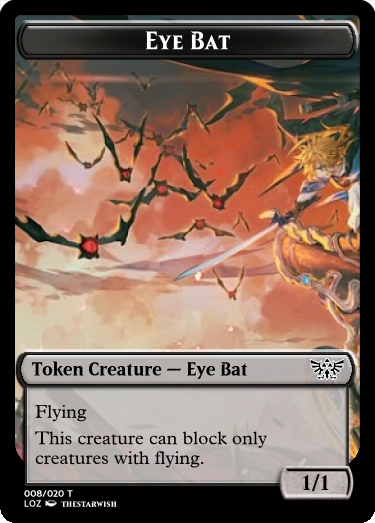 Eye Bat
Token Creature — Eye Bat
Flying
This creature can block only
creatures with flying.
1/1
008/020 T
LOZ THESTARWISH